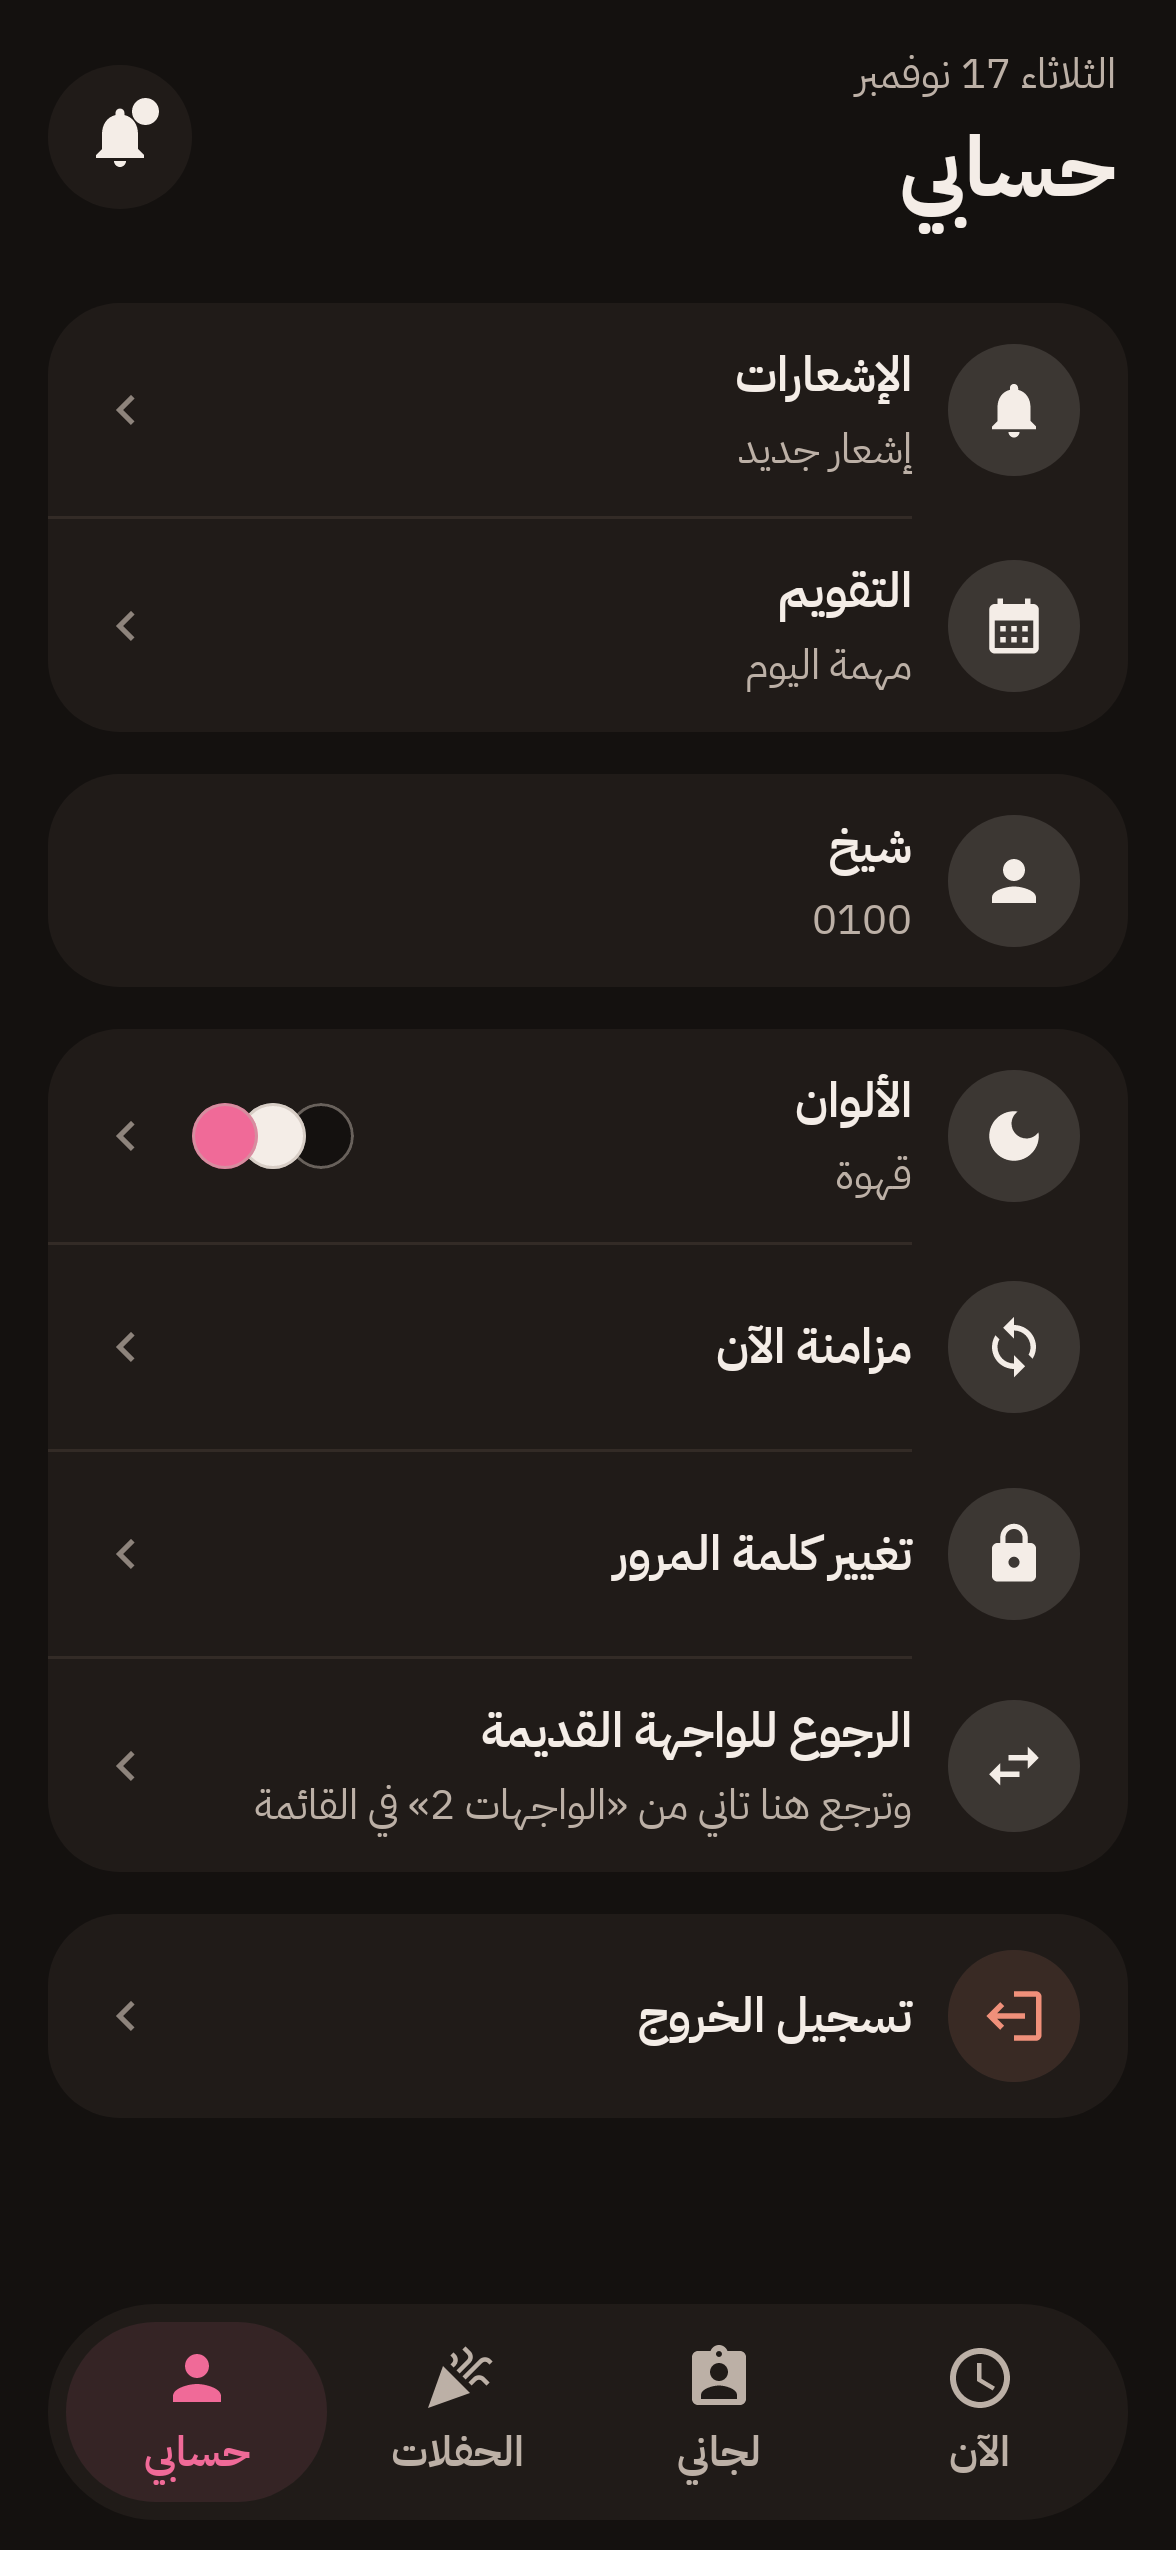 الثلاثاء 17 نوفمبر
حسابي
الإشعارات
إشعار جديد
التقويم
مهمة اليوم
شيخ
0100
الألوان
قهوة
مزامنة الآن
تغيير كلمة المرور
الرجوع للواجهة القديمة
وترجع هنا تاني من «الواجهات 2» في القائمة
تسجيل الخروج
الآن
لجاني
الحفلات
حسابي